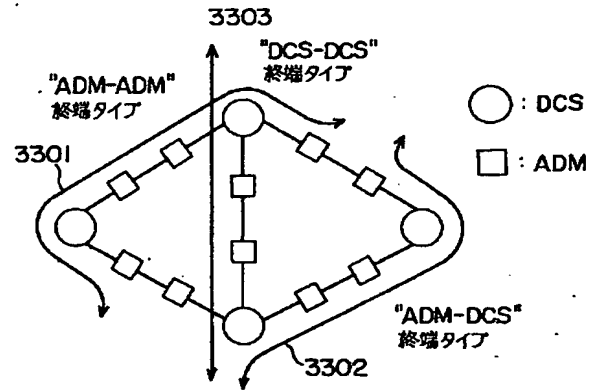 3303
"DCS-DCS"
終端タイプ
"ADM-ADM"
終端タイプ
○ : DCS
3301
□ : ADM
"ADM-DCS"
終端タイプ
3302